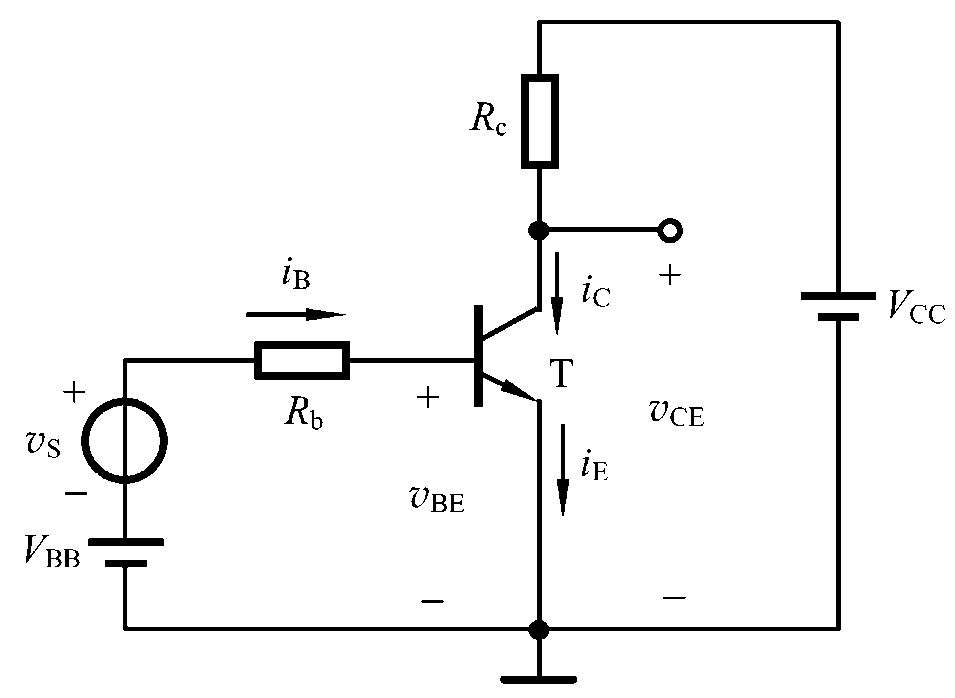 Rc
+
iB
iC
VCC
T
+
+
vCE
vS
Rb
iE
−
vBE
VBB
−
−